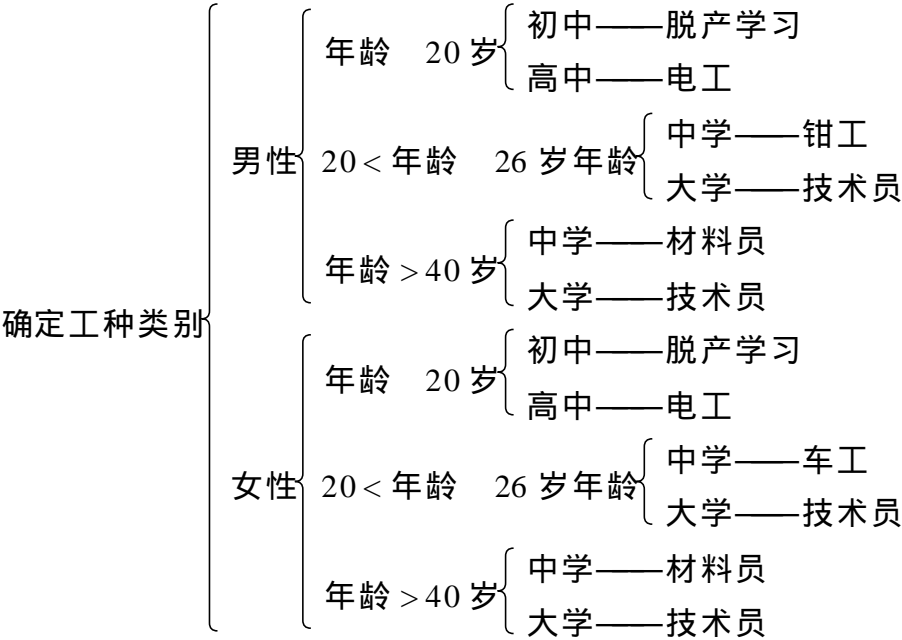 初中——脱产学习
年龄 20 岁
高中——电工
中学——钳工
男性
20 < 年龄 26 岁年龄
大学——技术员
中学——材料员
年龄 > 40 岁
大学——技术员
确定工种类别
初中——脱产学习
年龄 20 岁
高中——电工
中学——车工
女性
20 < 年龄 26 岁年龄
大学——技术员
中学——材料员
年龄 > 40 岁
大学——技术员